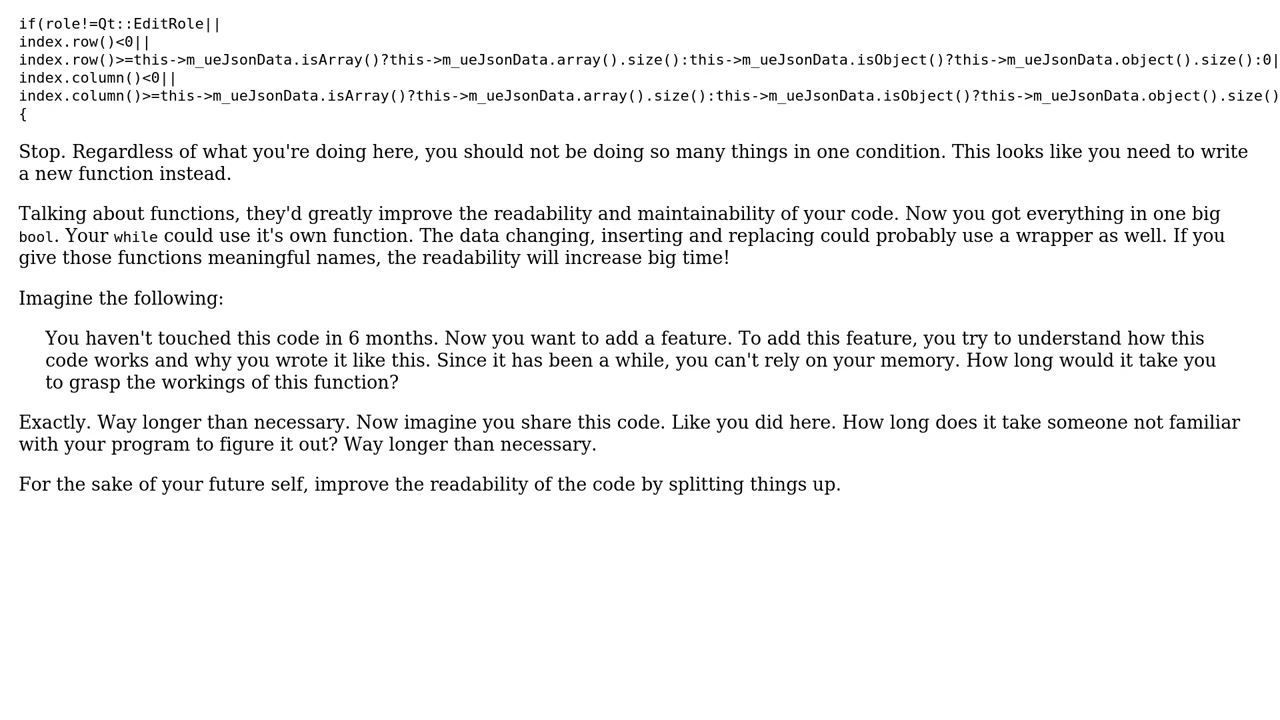 if(role!=Qt::EditRole||
index.row()<0||
index.row()>=this->m_ueJsonData.isArray()?this->m_ueJsonData.array().size():this->m_ueJsonData.isObject()?this->m_ueJsonData.object().size():0|
index.column()<0||
index.column()>=this->m_ueJsonData.isArray()?this->m_ueJsonData.array().size():this->m_ueJsonData.isObject()?this->m_ueJsonData.object().size()
{
Stop. Regardless of what you're doing here, you should not be doing so many things in one condition. This looks like you need to write
a new function instead.
Talking about functions, they'd greatly improve the readability and maintainability of your code. Now you got everything in one big
bool. Your while could use it's own function. The data changing, inserting and replacing could probably use a wrapper as well. If you
give those functions meaningful names, the readability will increase big time!
Imagine the following:
You haven't touched this code in 6 months. Now you want to add a feature. To add this feature, you try to understand how this
code works and why you wrote it like this. Since it has been a while, you can't rely on your memory. How long would it take you
to grasp the workings of this function?
Exactly. Way longer than necessary. Now imagine you share this code. Like you did here. How long does it take someone not familiar
with your program to figure it out? Way longer than necessary.
For the sake of your future self, improve the readability of the code by splitting things up.